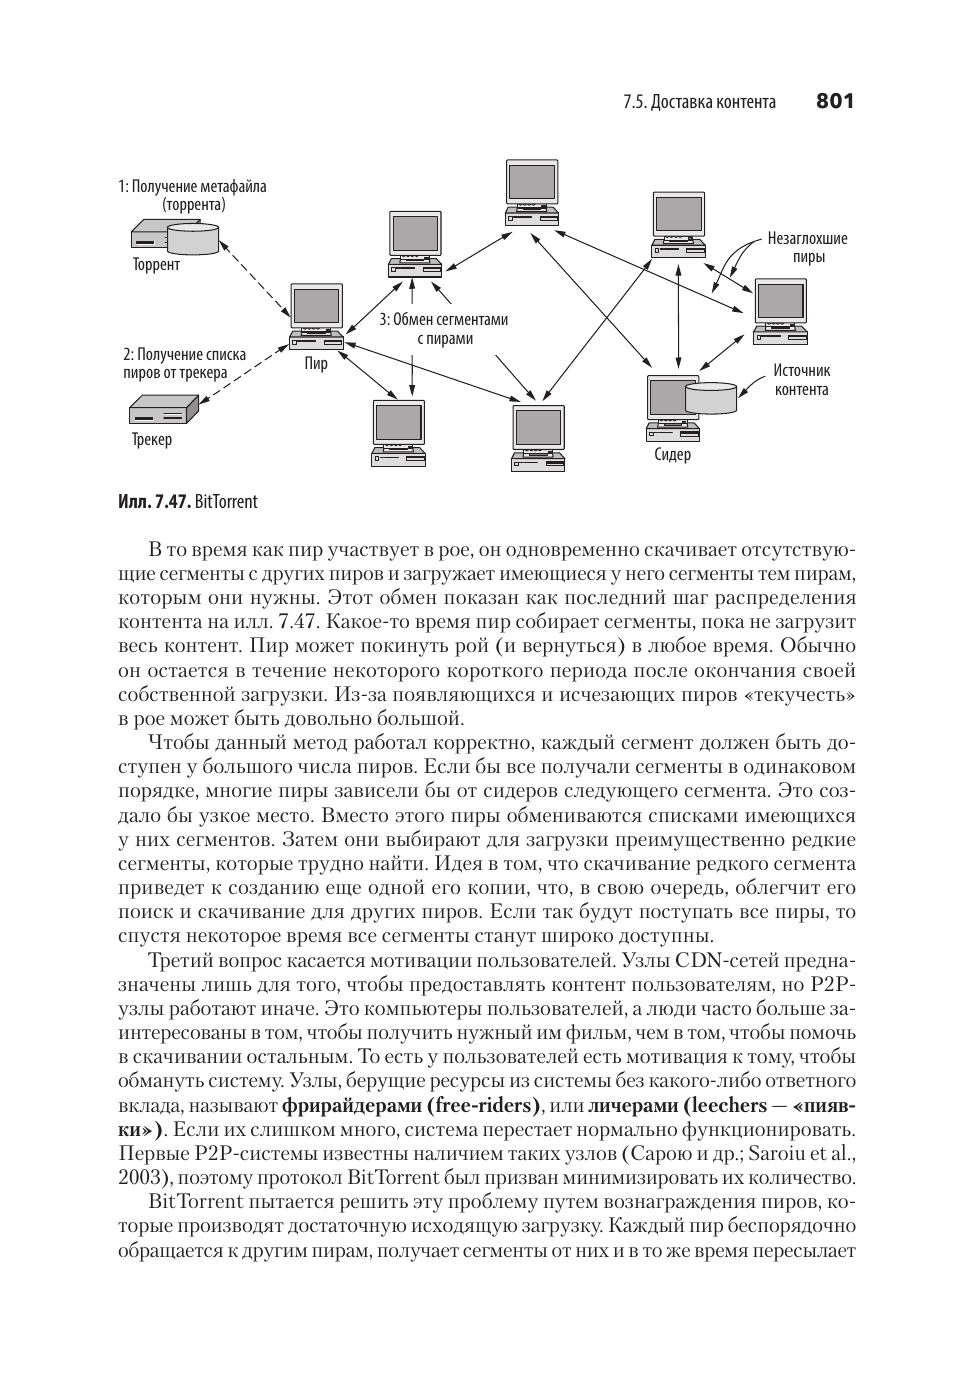 7.5. Доставка контента 801
1: Получение метафайла
(торрента)
Торрент
2: Получение списка
пиров от трекера
Трекер
Пир
3: Обмен сегментами
с пирами
Незаглохшие
пиры
Источник
контента
Сидер
Илл. 7.47. BitTorrent
В то время как пир участвует в рое, он одновременно скачивает отсутствую-
щие сегменты с других пиров и загружает имеющиеся у него сегменты тем пирам,
которым они нужны. Этот обмен показан как последний шаг распределения
контента на илл. 7.47. Какое-то время пир собирает сегменты, пока не загрузит
весь контент. Пир может покинуть рой (и вернуться) в любое время. Обычно
он остается в течение некоторого короткого периода после окончания своей
собственной загрузки. Из-за появляющихся и исчезающих пиров «текучесть»
в рое может быть довольно большой.
Чтобы данный метод работал корректно, каждый сегмент должен быть до-
ступен у большого числа пиров. Если бы все получали сегменты в одинаковом
порядке, многие пиры зависели бы от сидеров следующего сегмента. Это соз-
дало бы узкое место. Вместо этого пиры обмениваются списками имеющихся
у них сегментов. Затем они выбирают для загрузки преимущественно редкие
сегменты, которые трудно найти. Идея в том, что скачивание редкого сегмента
приведет к созданию еще одной его копии, что, в свою очередь, облегчит его
поиск и скачивание для других пиров. Если так будут поступать все пиры, то
спустя некоторое время все сегменты станут широко доступны.
Третий вопрос касается мотивации пользователей. Узлы CDN-сетей предна-
значены лишь для того, чтобы предоставлять контент пользователям, но P2P-
узлы работают иначе. Это компьютеры пользователей, а люди часто больше за-
интересованы в том, чтобы получить нужный им фильм, чем в том, чтобы помочь
в скачивании остальным. То есть у пользователей есть мотивация к тому, чтобы
обмануть систему. Узлы, берущие ресурсы из системы без какого-либо ответного
вклада, называют фрирайдерами (free-riders), или личерами (leechers — «пияв-
ки»). Если их слишком много, система перестает нормально функционировать.
Первые P2P-системы известны наличием таких узлов (Сарою и др.; Saroiu et al.,
2003), поэтому протокол BitTorrent был призван минимизировать их количество.
BitTorrent пытается решить эту проблему путем вознаграждения пиров, ко-
торые производят достаточную исходящую загрузку. Каждый пир беспорядочно
обращается к другим пирам, получает сегменты от них и в то же время пересылает